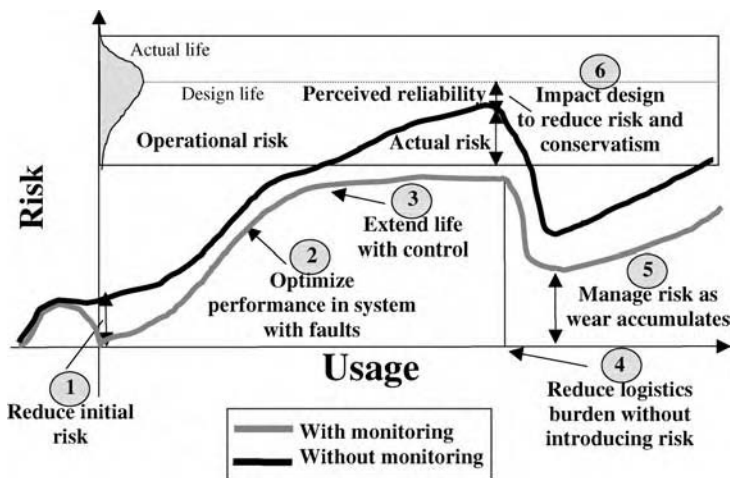 Actual life
Design life
Perceived reliability
Operational risk
Actual risk
6
Impact design
to reduce risk and
conservatism
Risk
3
Extend life
with control
2
Optimize
performance in system
with faults
5
Manage risk as
wear accumulates
1
Reduce initial
risk
Usage
4
Reduce logistics
burden without
introducing risk
With monitoring
Without monitoring